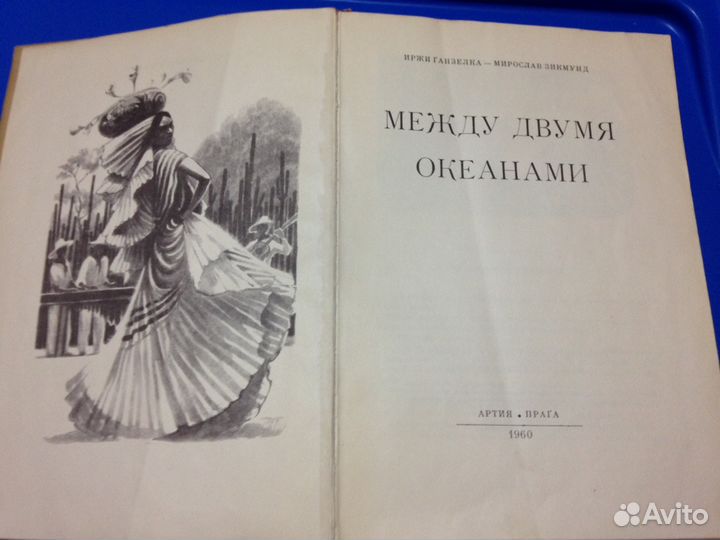 ИРЖИ ГАНЗЕЛКА — МИРОСЛАВ ЗИКМУНД
МЕЖДУ ДВУМЯ
ОКЕАНАМИ
АРТИЯ • ПРАГА
1960
Avito